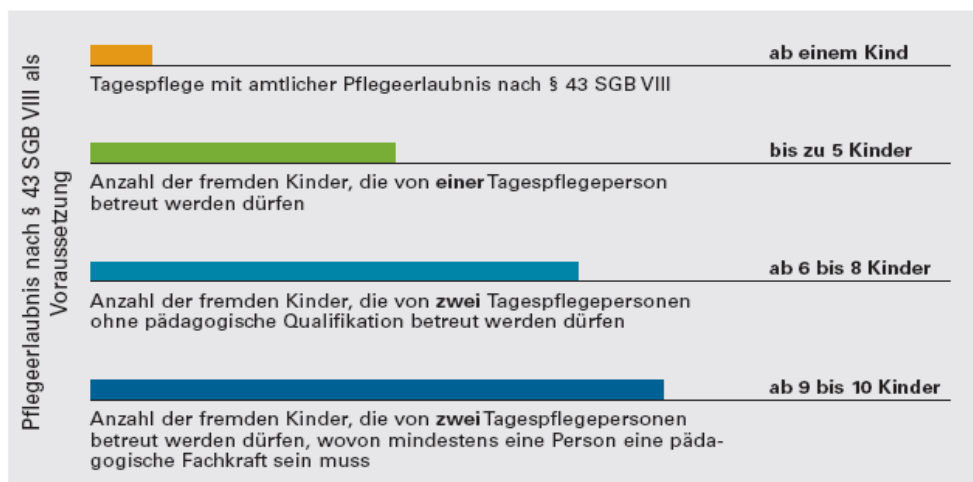 Pflegeerlaubnis nach § 43 SGB VIII als
Voraussetzung
ab einem Kind
Tagespflege mit amtlicher Pflegeerlaubnis nach § 43 SGB VIII
bis zu 5 Kinder
Anzahl der fremden Kinder, die von einer Tagespflegeperson
betreut werden dürfen
ab 6 bis 8 Kinder
Anzahl der fremden Kinder, die von zwei Tagespflegepersonen
ohne pädagogische Qualifikation betreut werden dürfen
ab 9 bis 10 Kinder
Anzahl der fremden Kinder, die von zwei Tagespflegepersonen
betreut werden dürfen, wovon mindestens eine Person eine päda-
gogische Fachkraft sein muss